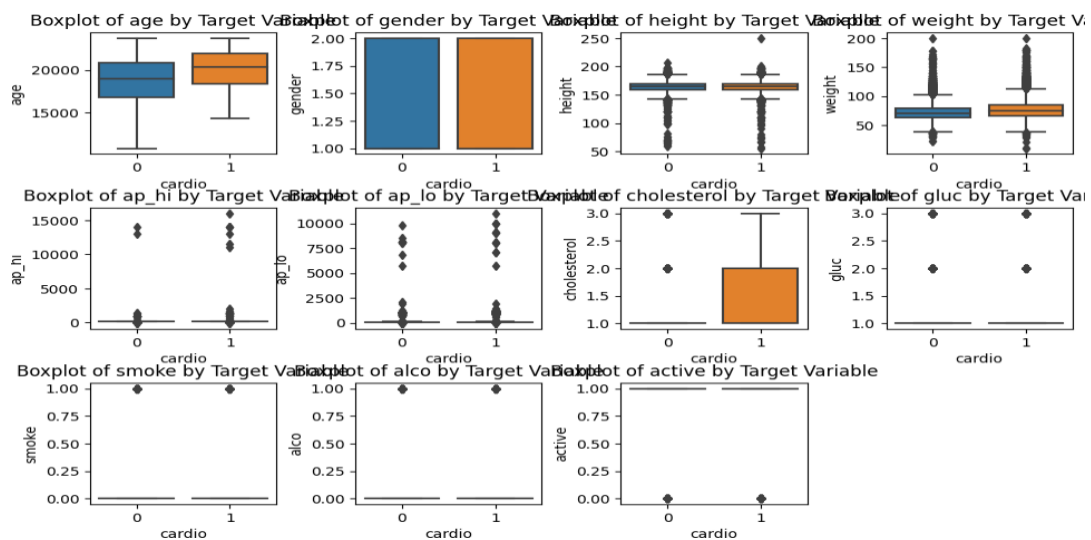 Boxplot of age by Target Variable
Boxplot of gender by Target Variable
Boxplot of height by Target Variable
Boxplot of weight by Target Va
age
20000
15000
0
1
cardio
gender
2.00
1.75
1.50
1.25
1.00
0
1
cardio
height
250
200
150
100
50
0
1
cardio
weight
200
150
100
50
0
1
cardio
Boxplot of ap_hi by Target Variable
Boxplot of ap_lo by Target Variable
Boxplot of cholesterol by Target Variable
Boxplot of gluc by Target Vari
ap_hi
15000
10000
5000
0
0
1
cardio
ap_lo
10000
7500
5000
2500
0
0
1
cardio
cholesterol
3.0
2.5
2.0
1.5
1.0
0
1
cardio
gluc
3.0
2.5
2.0
1.5
1.0
0
1
cardio
Boxplot of smoke by Target Variable
Boxplot of alco by Target Variable
Boxplot of active by Target Variable
smoke
1.00
0.75
0.50
0.25
0.00
0
1
cardio
alco
1.00
0.75
0.50
0.25
0.00
0
1
cardio
active
1.00
0.75
0.50
0.25
0.00
0
1
cardio